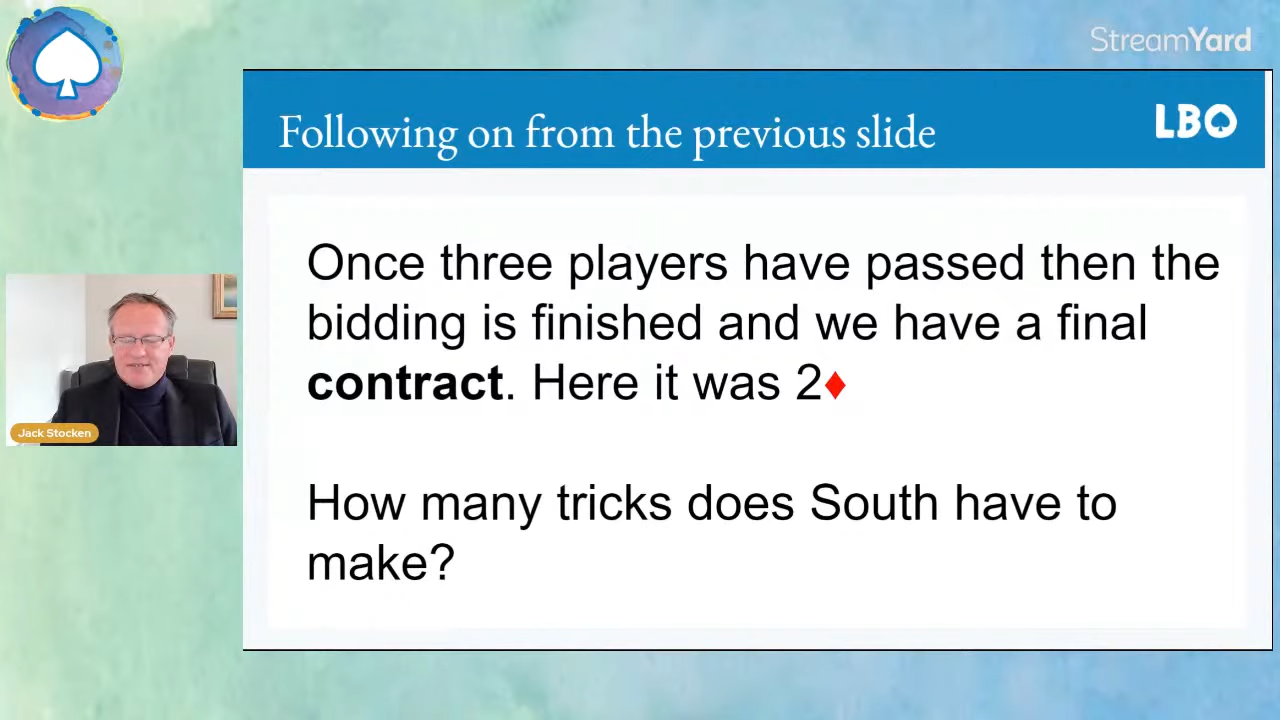 StreamYard
Following on from the previous slide
LBO
Once three players have passed then the
bidding is finished and we have a final
contract. Here it was 2♦
How many tricks does South have to
make?
Jack Stocken